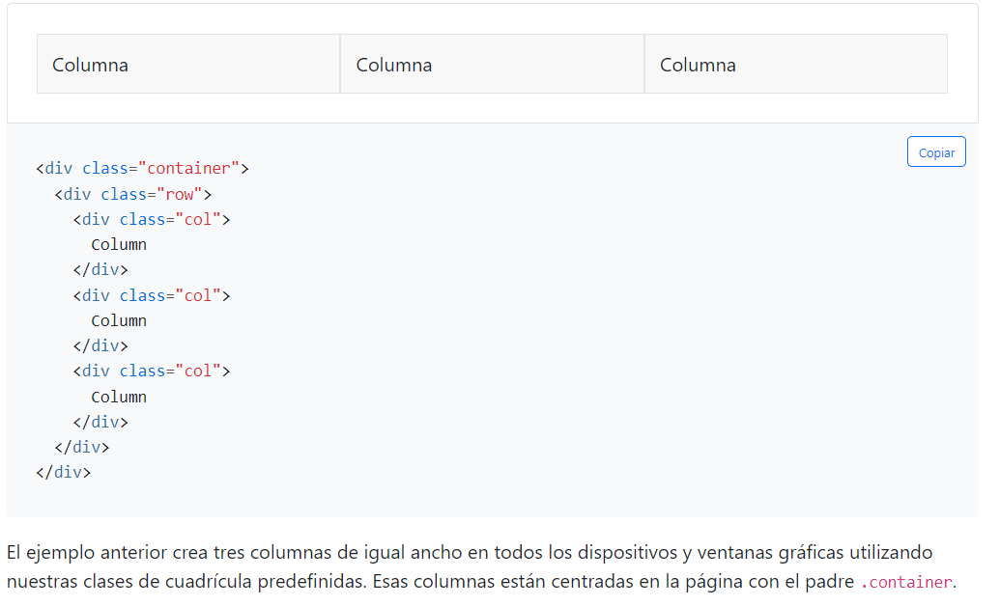 Columna Columna Columna
Copiar
<div class="container">
  <div class="row">
    <div class="col">
      Column
    </div>
    <div class="col">
      Column
    </div>
    <div class="col">
      Column
    </div>
  </div>
</div>
El ejemplo anterior crea tres columnas de igual ancho en todos los dispositivos y ventanas gráficas utilizando
nuestras clases de cuadrícula predefinidas. Esas columnas están centradas en la página con el padre .container.